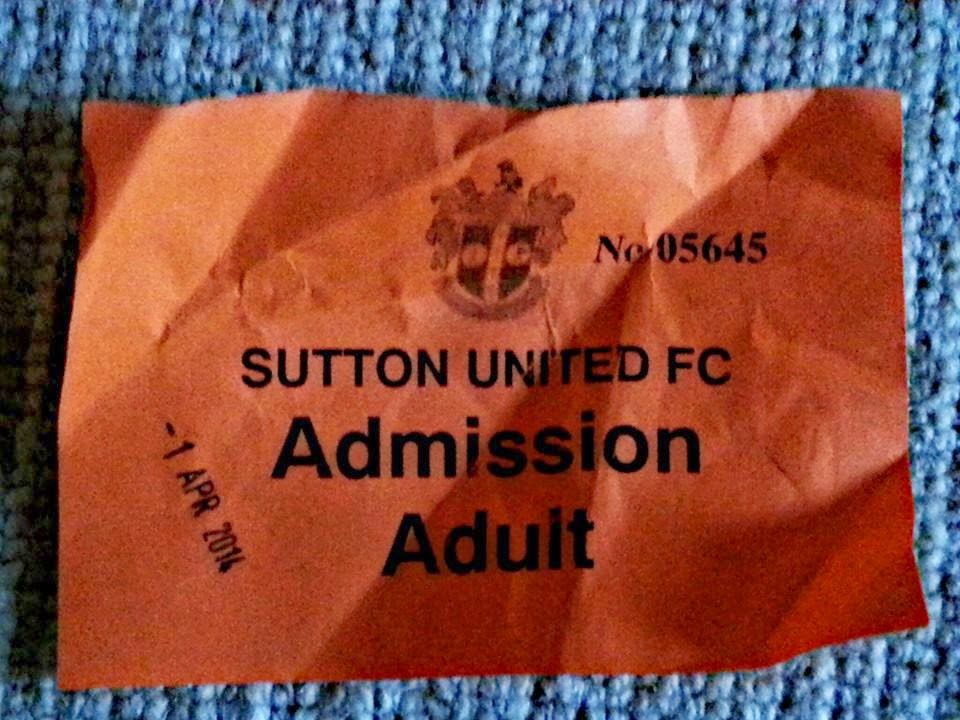 No 05645
SUTTON UNITED FC
Admission
Adult
-1 APR 2014